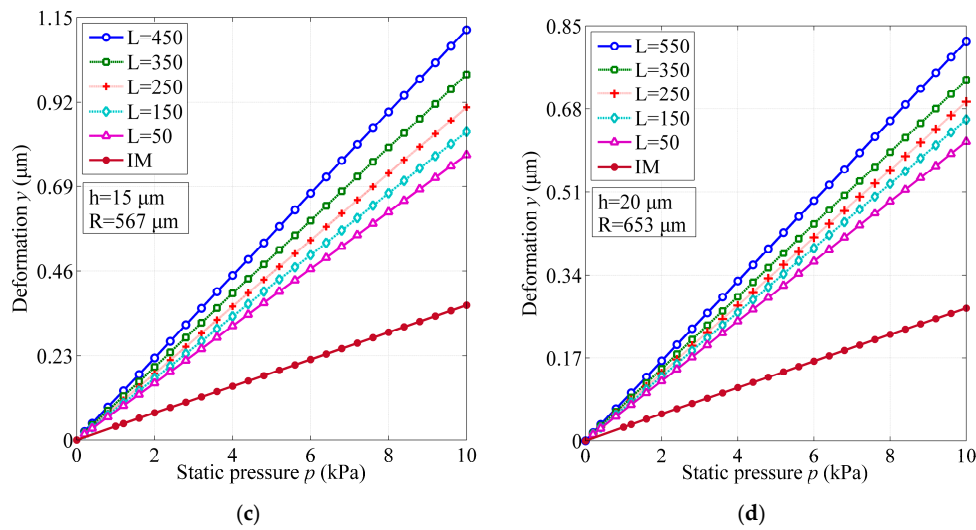 1.15
0.92
0.69
0.46
0.23
0
Deformation y (μm)
L=450
L=350
L=250
L=150
L=50
IM
h=15 μm
R=567 μm
0 2 4 6 8 10
Static pressure p (kPa)
(c)
0.85
0.68
0.51
0.34
0.17
0
Deformation y (μm)
L=550
L=350
L=250
L=150
L=50
IM
h=20 μm
R=653 μm
0 2 4 6 8 10
Static pressure p (kPa)
(d)